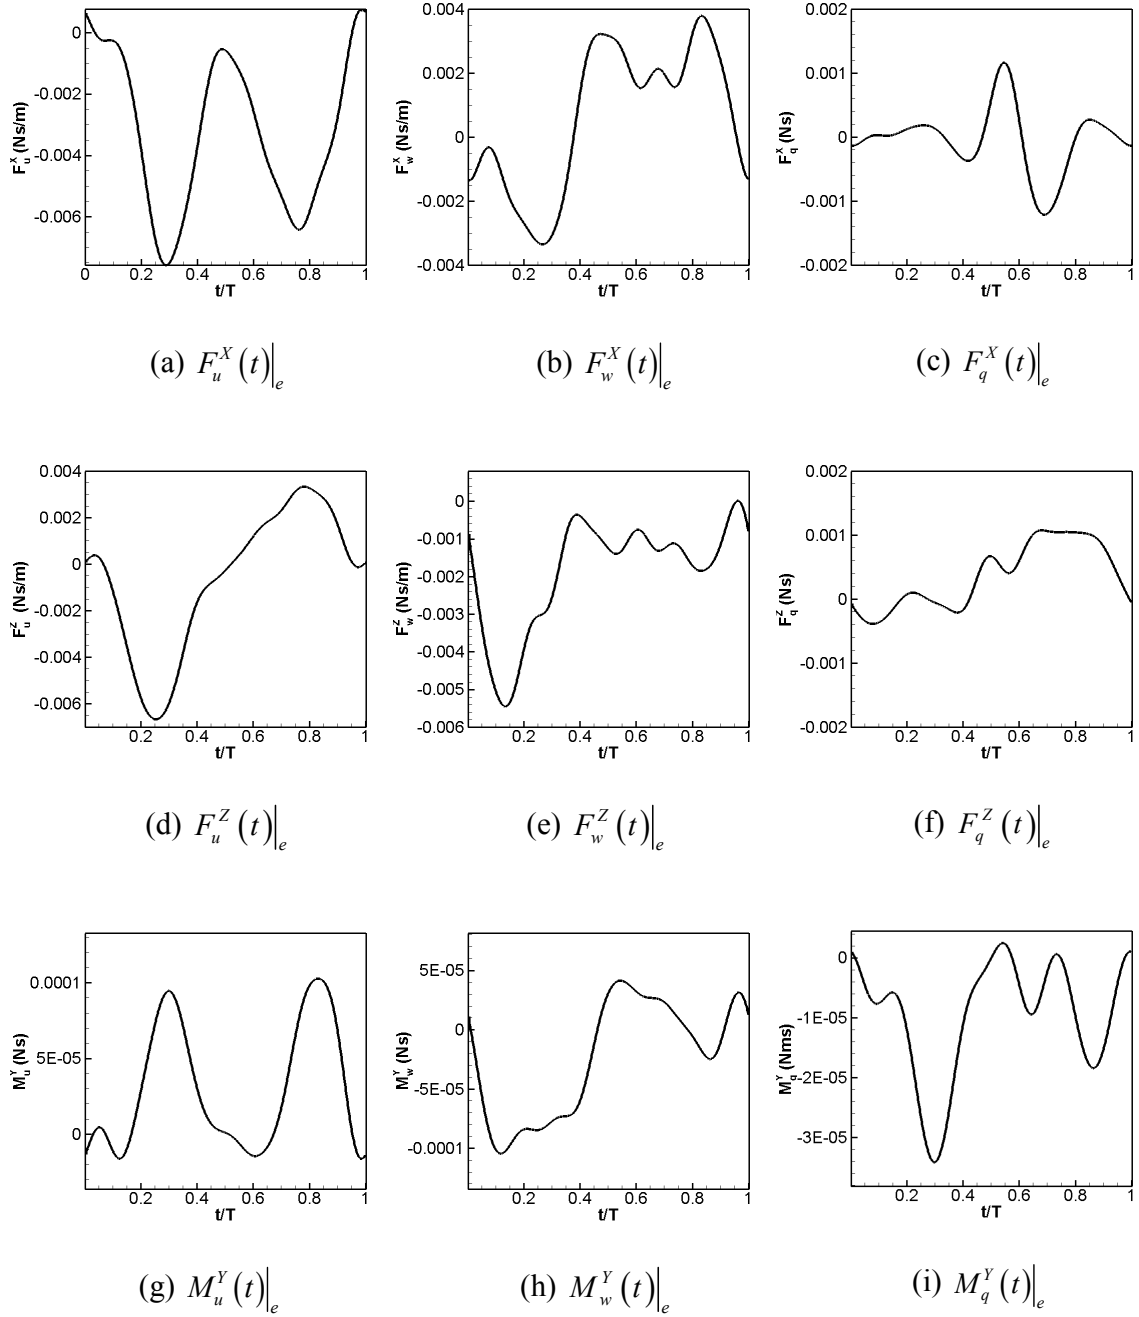 0
-0.002
-0.004
-0.006
F_u^X (Ns/m)
0 0.2 0.4 0.6 0.8 1
t/T
(a) F_u^X (t)|_e
0.004
0.002
0
-0.002
-0.004
F_w^X (Ns/m)
0.2 0.4 0.6 0.8 1
t/T
(b) F_w^X (t)|_e
0.002
0.001
0
-0.001
-0.002
F_q^X (Ns)
0.2 0.4 0.6 0.8 1
t/T
(c) F_q^X (t)|_e
0.004
0.002
0
-0.002
-0.004
-0.006
F_u^Z (Ns/m)
0.2 0.4 0.6 0.8 1
t/T
(d) F_u^Z (t)|_e
0
-0.001
-0.002
-0.003
-0.004
-0.005
-0.006
F_w^Z (Ns/m)
0.2 0.4 0.6 0.8 1
t/T
(e) F_w^Z (t)|_e
0.002
0.001
0
-0.001
-0.002
F_q^Z (Ns)
0.2 0.4 0.6 0.8 1
t/T
(f) F_q^Z (t)|_e
0.0001
5E-05
0
M_u^Y (Ns)
0.2 0.4 0.6 0.8 1
t/T
(g) M_u^Y (t)|_e
5E-05
0
-5E-05
-0.0001
M_w^Y (Ns)
0.2 0.4 0.6 0.8 1
t/T
(h) M_w^Y (t)|_e
0
-1E-05
-2E-05
-3E-05
M_q^Y (Nms)
0.2 0.4 0.6 0.8 1
t/T
(i) M_q^Y (t)|_e